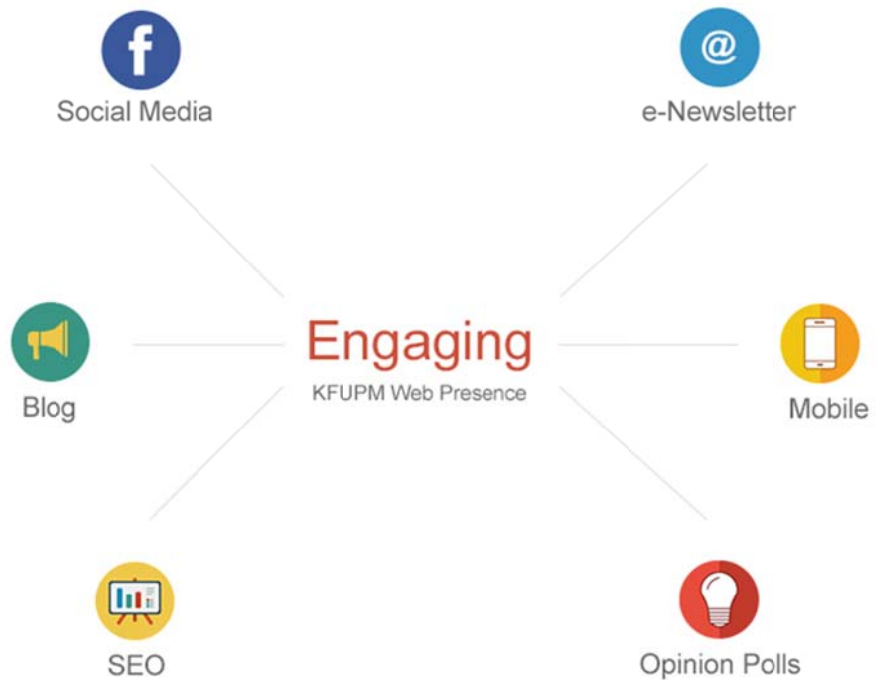 f
@
Social Media
e-Newsletter
Engaging
KFUPM Web Presence
Blog
Mobile
SEO
Opinion Polls